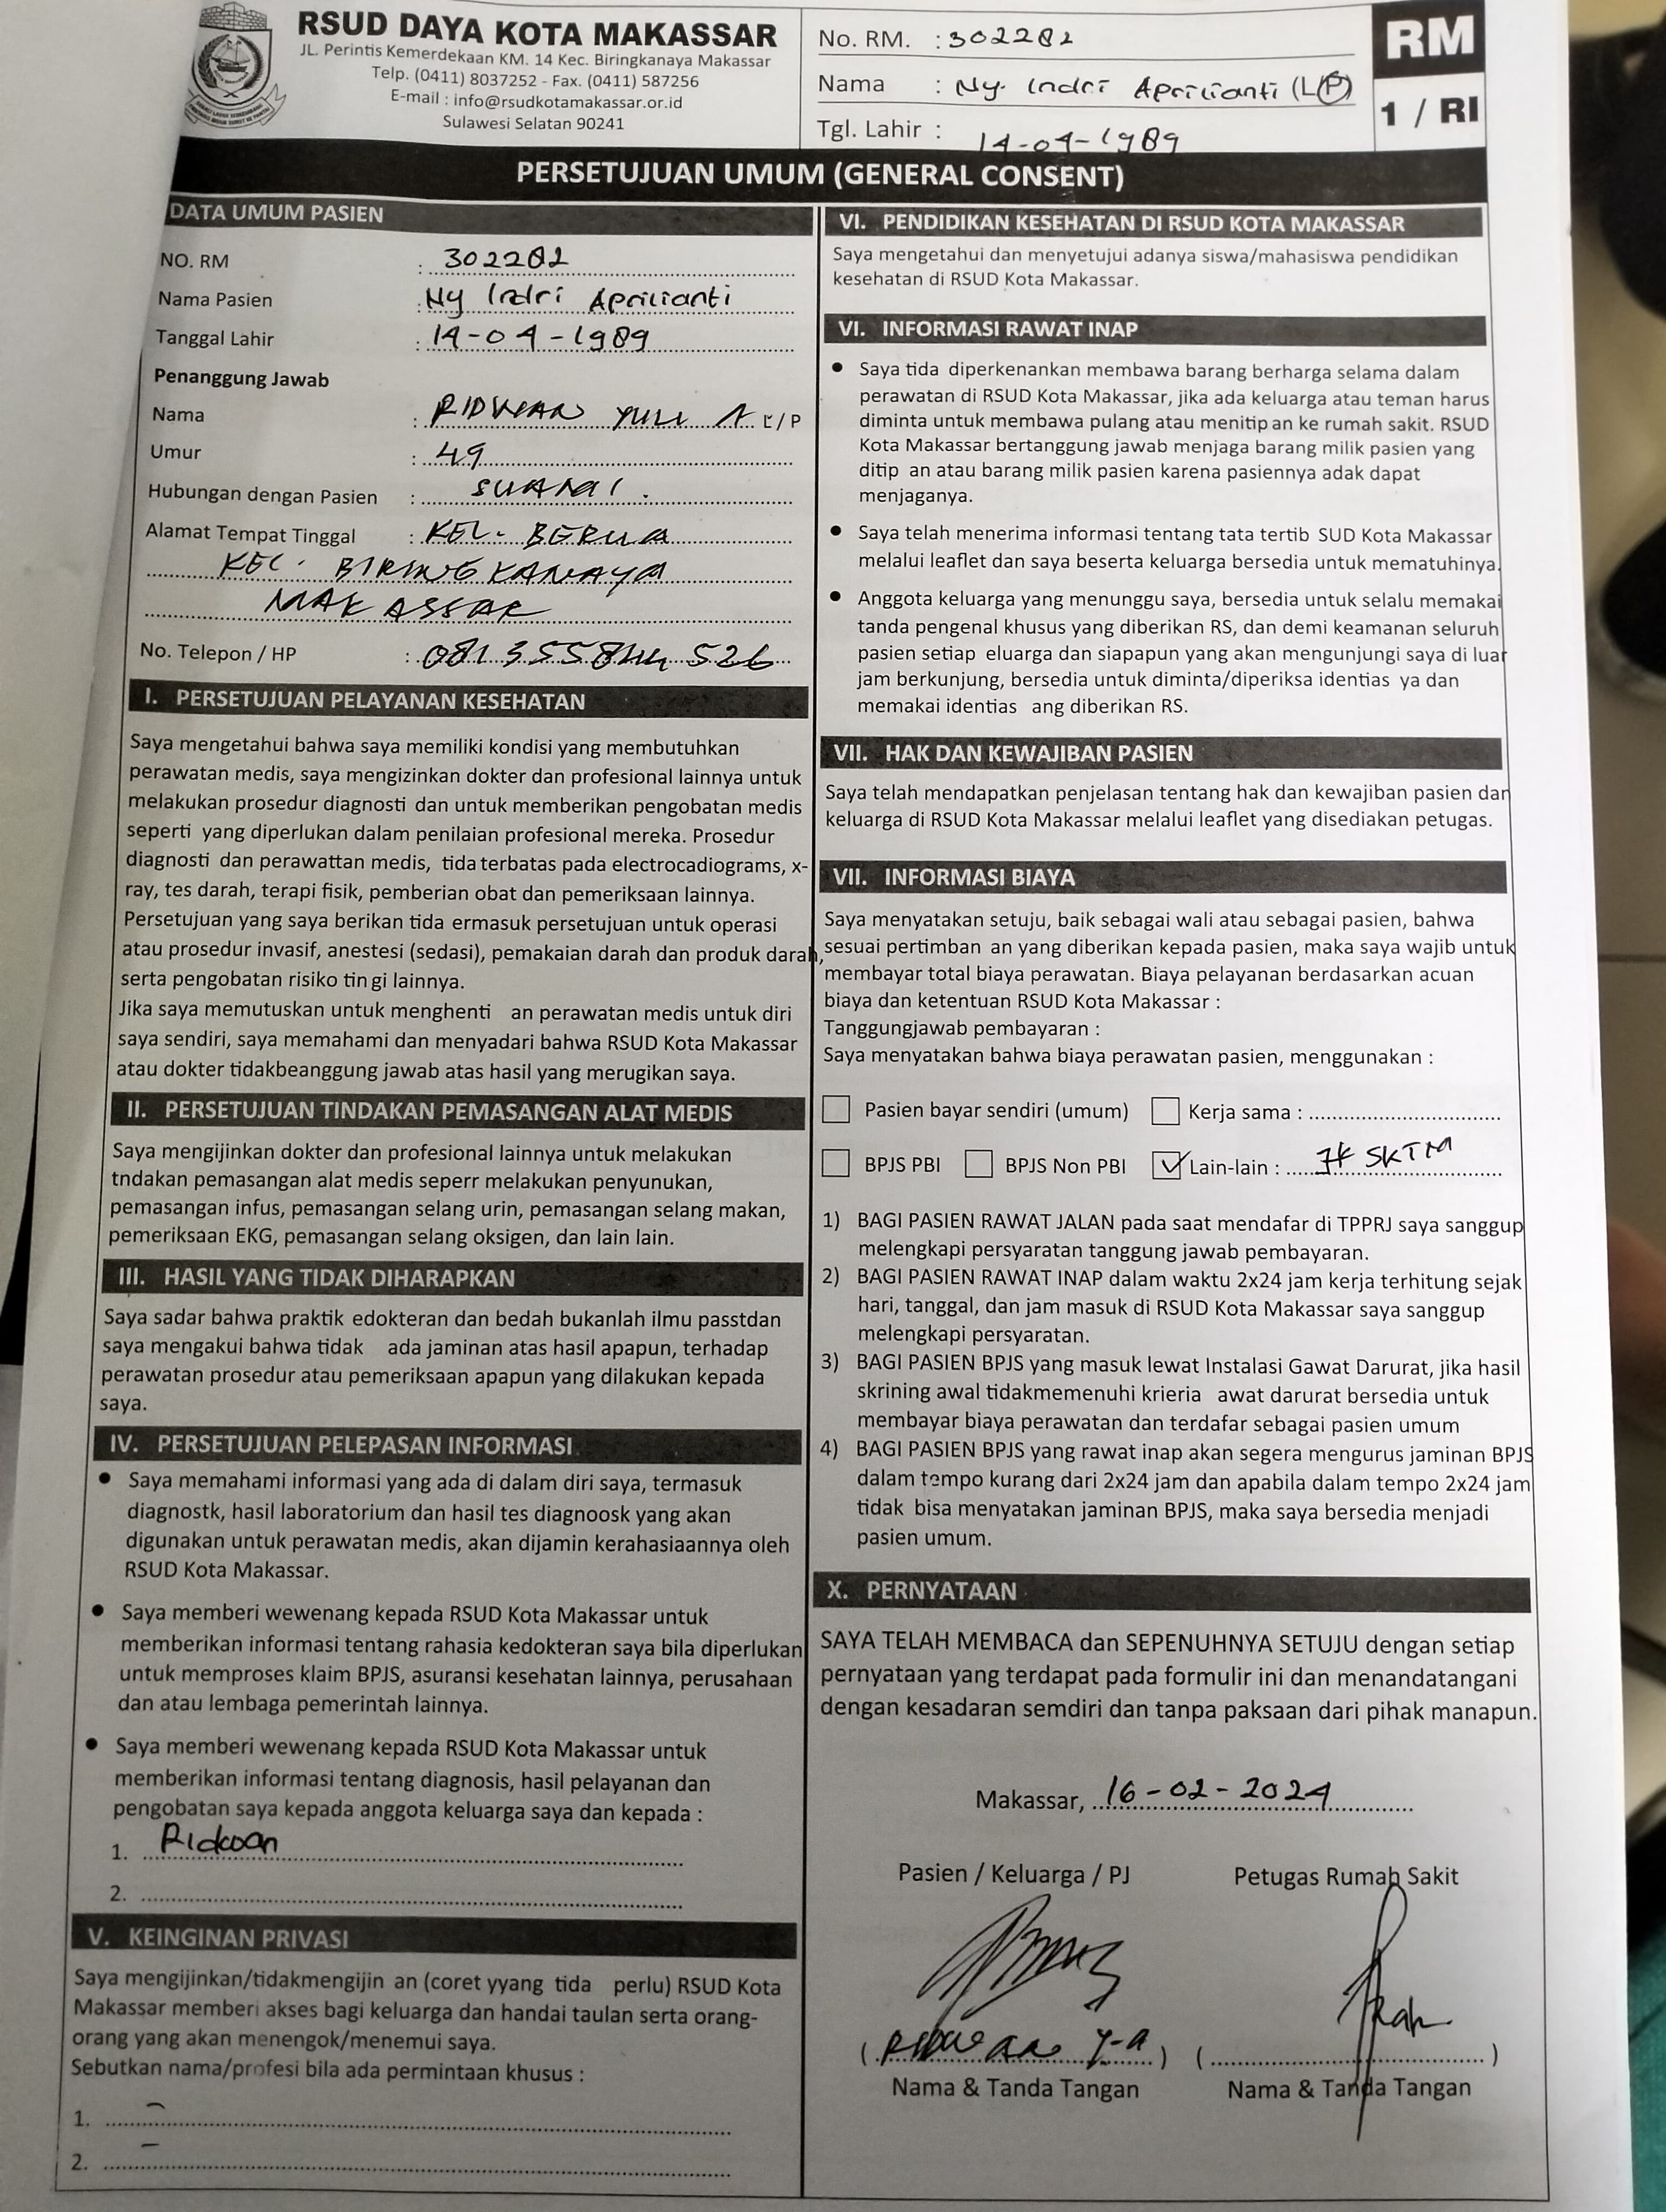 RSUD DAYA KOTA MAKASSAR
JL. Perintis Kemerdekaan KM. 14 Kec. Biringkanaya Makassar
Telp. (0411) 8037252 - Fax. (0411) 587256
E-mail : info@rsudkotamakassar.or.id
Sulawesi Selatan 90241
No. RM. : 302282
Nama : Ny. Indri Aprilianti (L/P)
Tgl. Lahir : 14-04-1989
RM
1 / RI
PERSETUJUAN UMUM (GENERAL CONSENT)
DATA UMUM PASIEN
NO. RM : 302282
Nama Pasien : Ny Indri Aprilianti
Tanggal Lahir : 14-04-1989
Penanggung Jawab
Nama : RIDWAN YULI A L/P
Umur : 49
Hubungan dengan Pasien : SUAMI.
Alamat Tempat Tinggal : KEL. BERUA
KEC. BIRINGKANAYA
MAKASSAR
No. Telepon / HP : 081355844526
I. PERSETUJUAN PELAYANAN KESEHATAN
Saya mengetahui bahwa saya memiliki kondisi yang membutuhkan
perawatan medis, saya mengizinkan dokter dan profesional lainnya untuk
melakukan prosedur diagnosti dan untuk memberikan pengobatan medis
seperti yang diperlukan dalam penilaian profesional mereka. Prosedur
diagnosti dan perawattan medis, tida terbatas pada electrocadiograms, x-
ray, tes darah, terapi fisik, pemberian obat dan pemeriksaan lainnya.
Persetujuan yang saya berikan tida ermasuk persetujuan untuk operasi
atau prosedur invasif, anestesi (sedasi), pemakaian darah dan produk darah,
serta pengobatan risiko tin gi lainnya.
Jika saya memutuskan untuk menghenti an perawatan medis untuk diri
saya sendiri, saya memahami dan menyadari bahwa RSUD Kota Makassar
atau dokter tidakbeanggung jawab atas hasil yang merugikan saya.
II. PERSETUJUAN TINDAKAN PEMASANGAN ALAT MEDIS
Saya mengijinkan dokter dan profesional lainnya untuk melakukan
tndakan pemasangan alat medis seperr melakukan penyunukan,
pemasangan infus, pemasangan selang urin, pemasangan selang makan,
pemeriksaan EKG, pemasangan selang oksigen, dan lain lain.
III. HASIL YANG TIDAK DIHARAPKAN
Saya sadar bahwa praktik edokteran dan bedah bukanlah ilmu passtdan
saya mengakui bahwa tidak ada jaminan atas hasil apapun, terhadap
perawatan prosedur atau pemeriksaan apapun yang dilakukan kepada
saya.
IV. PERSETUJUAN PELEPASAN INFORMASI
• Saya memahami informasi yang ada di dalam diri saya, termasuk
diagnostk, hasil laboratorium dan hasil tes diagnoosk yang akan
digunakan untuk perawatan medis, akan dijamin kerahasiaannya oleh
RSUD Kota Makassar.
• Saya memberi wewenang kepada RSUD Kota Makassar untuk
memberikan informasi tentang rahasia kedokteran saya bila diperlukan
untuk memproses klaim BPJS, asuransi kesehatan lainnya, perusahaan
dan atau lembaga pemerintah lainnya.
• Saya memberi wewenang kepada RSUD Kota Makassar untuk
memberikan informasi tentang diagnosis, hasil pelayanan dan
pengobatan saya kepada anggota keluarga saya dan kepada :
1. Ridwan
2.
V. KEINGINAN PRIVASI
Saya mengijinkan/tidakmengijin an (coret yyang tida perlu) RSUD Kota
Makassar memberi akses bagi keluarga dan handai taulan serta orang-
orang yang akan menengok/menemui saya.
Sebutkan nama/profesi bila ada permintaan khusus :
1. -
2. -
VI. PENDIDIKAN KESEHATAN DI RSUD KOTA MAKASSAR
Saya mengetahui dan menyetujui adanya siswa/mahasiswa pendidikan
kesehatan di RSUD Kota Makassar.
VI. INFORMASI RAWAT INAP
• Saya tida diperkenankan membawa barang berharga selama dalam
perawatan di RSUD Kota Makassar, jika ada keluarga atau teman harus
diminta untuk membawa pulang atau menitip an ke rumah sakit. RSUD
Kota Makassar bertanggung jawab menjaga barang milik pasien yang
ditip an atau barang milik pasien karena pasiennya adak dapat
menjaganya.
• Saya telah menerima informasi tentang tata tertib SUD Kota Makassar
melalui leaflet dan saya beserta keluarga bersedia untuk mematuhinya.
• Anggota keluarga yang menunggu saya, bersedia untuk selalu memakai
tanda pengenal khusus yang diberikan RS, dan demi keamanan seluruh
pasien setiap eluarga dan siapapun yang akan mengunjungi saya di luar
jam berkunjung, bersedia untuk diminta/diperiksa identias ya dan
memakai identias ang diberikan RS.
VII. HAK DAN KEWAJIBAN PASIEN
Saya telah mendapatkan penjelasan tentang hak dan kewajiban pasien dan
keluarga di RSUD Kota Makassar melalui leaflet yang disediakan petugas.
VII. INFORMASI BIAYA
Saya menyatakan setuju, baik sebagai wali atau sebagai pasien, bahwa
sesuai pertimban an yang diberikan kepada pasien, maka saya wajib untuk
membayar total biaya perawatan. Biaya pelayanan berdasarkan acuan
biaya dan ketentuan RSUD Kota Makassar :
Tanggungjawab pembayaran :
Saya menyatakan bahwa biaya perawatan pasien, menggunakan :
Pasien bayar sendiri (umum) Kerja sama :
BPJS PBI BPJS Non PBI ✓ Lain-lain : SKTM
1) BAGI PASIEN RAWAT JALAN pada saat mendafar di TPPRJ saya sanggup
melengkapi persyaratan tanggung jawab pembayaran.
2) BAGI PASIEN RAWAT INAP dalam waktu 2x24 jam kerja terhitung sejak
hari, tanggal, dan jam masuk di RSUD Kota Makassar saya sanggup
melengkapi persyaratan.
3) BAGI PASIEN BPJS yang masuk lewat Instalasi Gawat Darurat, jika hasil
skrining awal tidakmemenuhi krieria awat darurat bersedia untuk
membayar biaya perawatan dan terdafar sebagai pasien umum
4) BAGI PASIEN BPJS yang rawat inap akan segera mengurus jaminan BPJS
dalam tempo kurang dari 2x24 jam dan apabila dalam tempo 2x24 jam
tidak bisa menyatakan jaminan BPJS, maka saya bersedia menjadi
pasien umum.
X. PERNYATAAN
SAYA TELAH MEMBACA dan SEPENUHNYA SETUJU dengan setiap
pernyataan yang terdapat pada formulir ini dan menandatangani
dengan kesadaran semdiri dan tanpa paksaan dari pihak manapun.
Makassar, 16-02-2024
Pasien / Keluarga / PJ Petugas Rumah Sakit
(Ridwan Y-A) ( )
Nama & Tanda Tangan Nama & Tanda Tangan